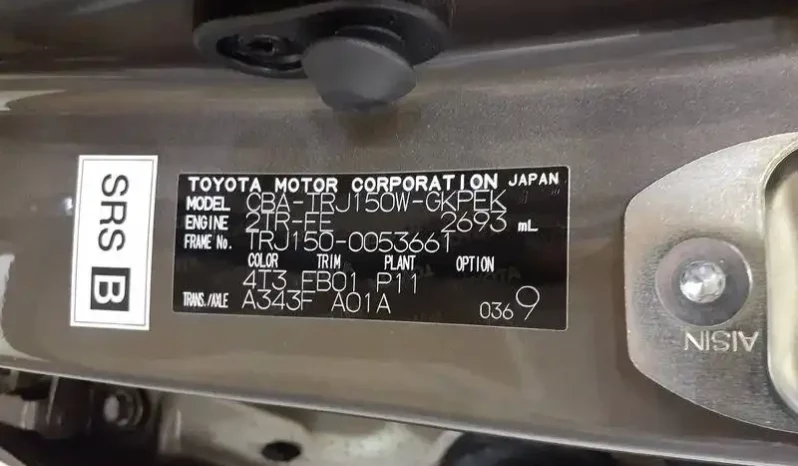 TOYOTA MOTOR CORPORATION JAPAN
MODEL CBA-TRJ150W-GKPEK
ENGINE 2TR-FE 2693 mL
FRAME No. TRJ150-0053661
COLOR TRIM PLANT OPTION
4T3 FB01 P11
TRANS./AXLE A343F A01A
0369
SRS B
AISIN